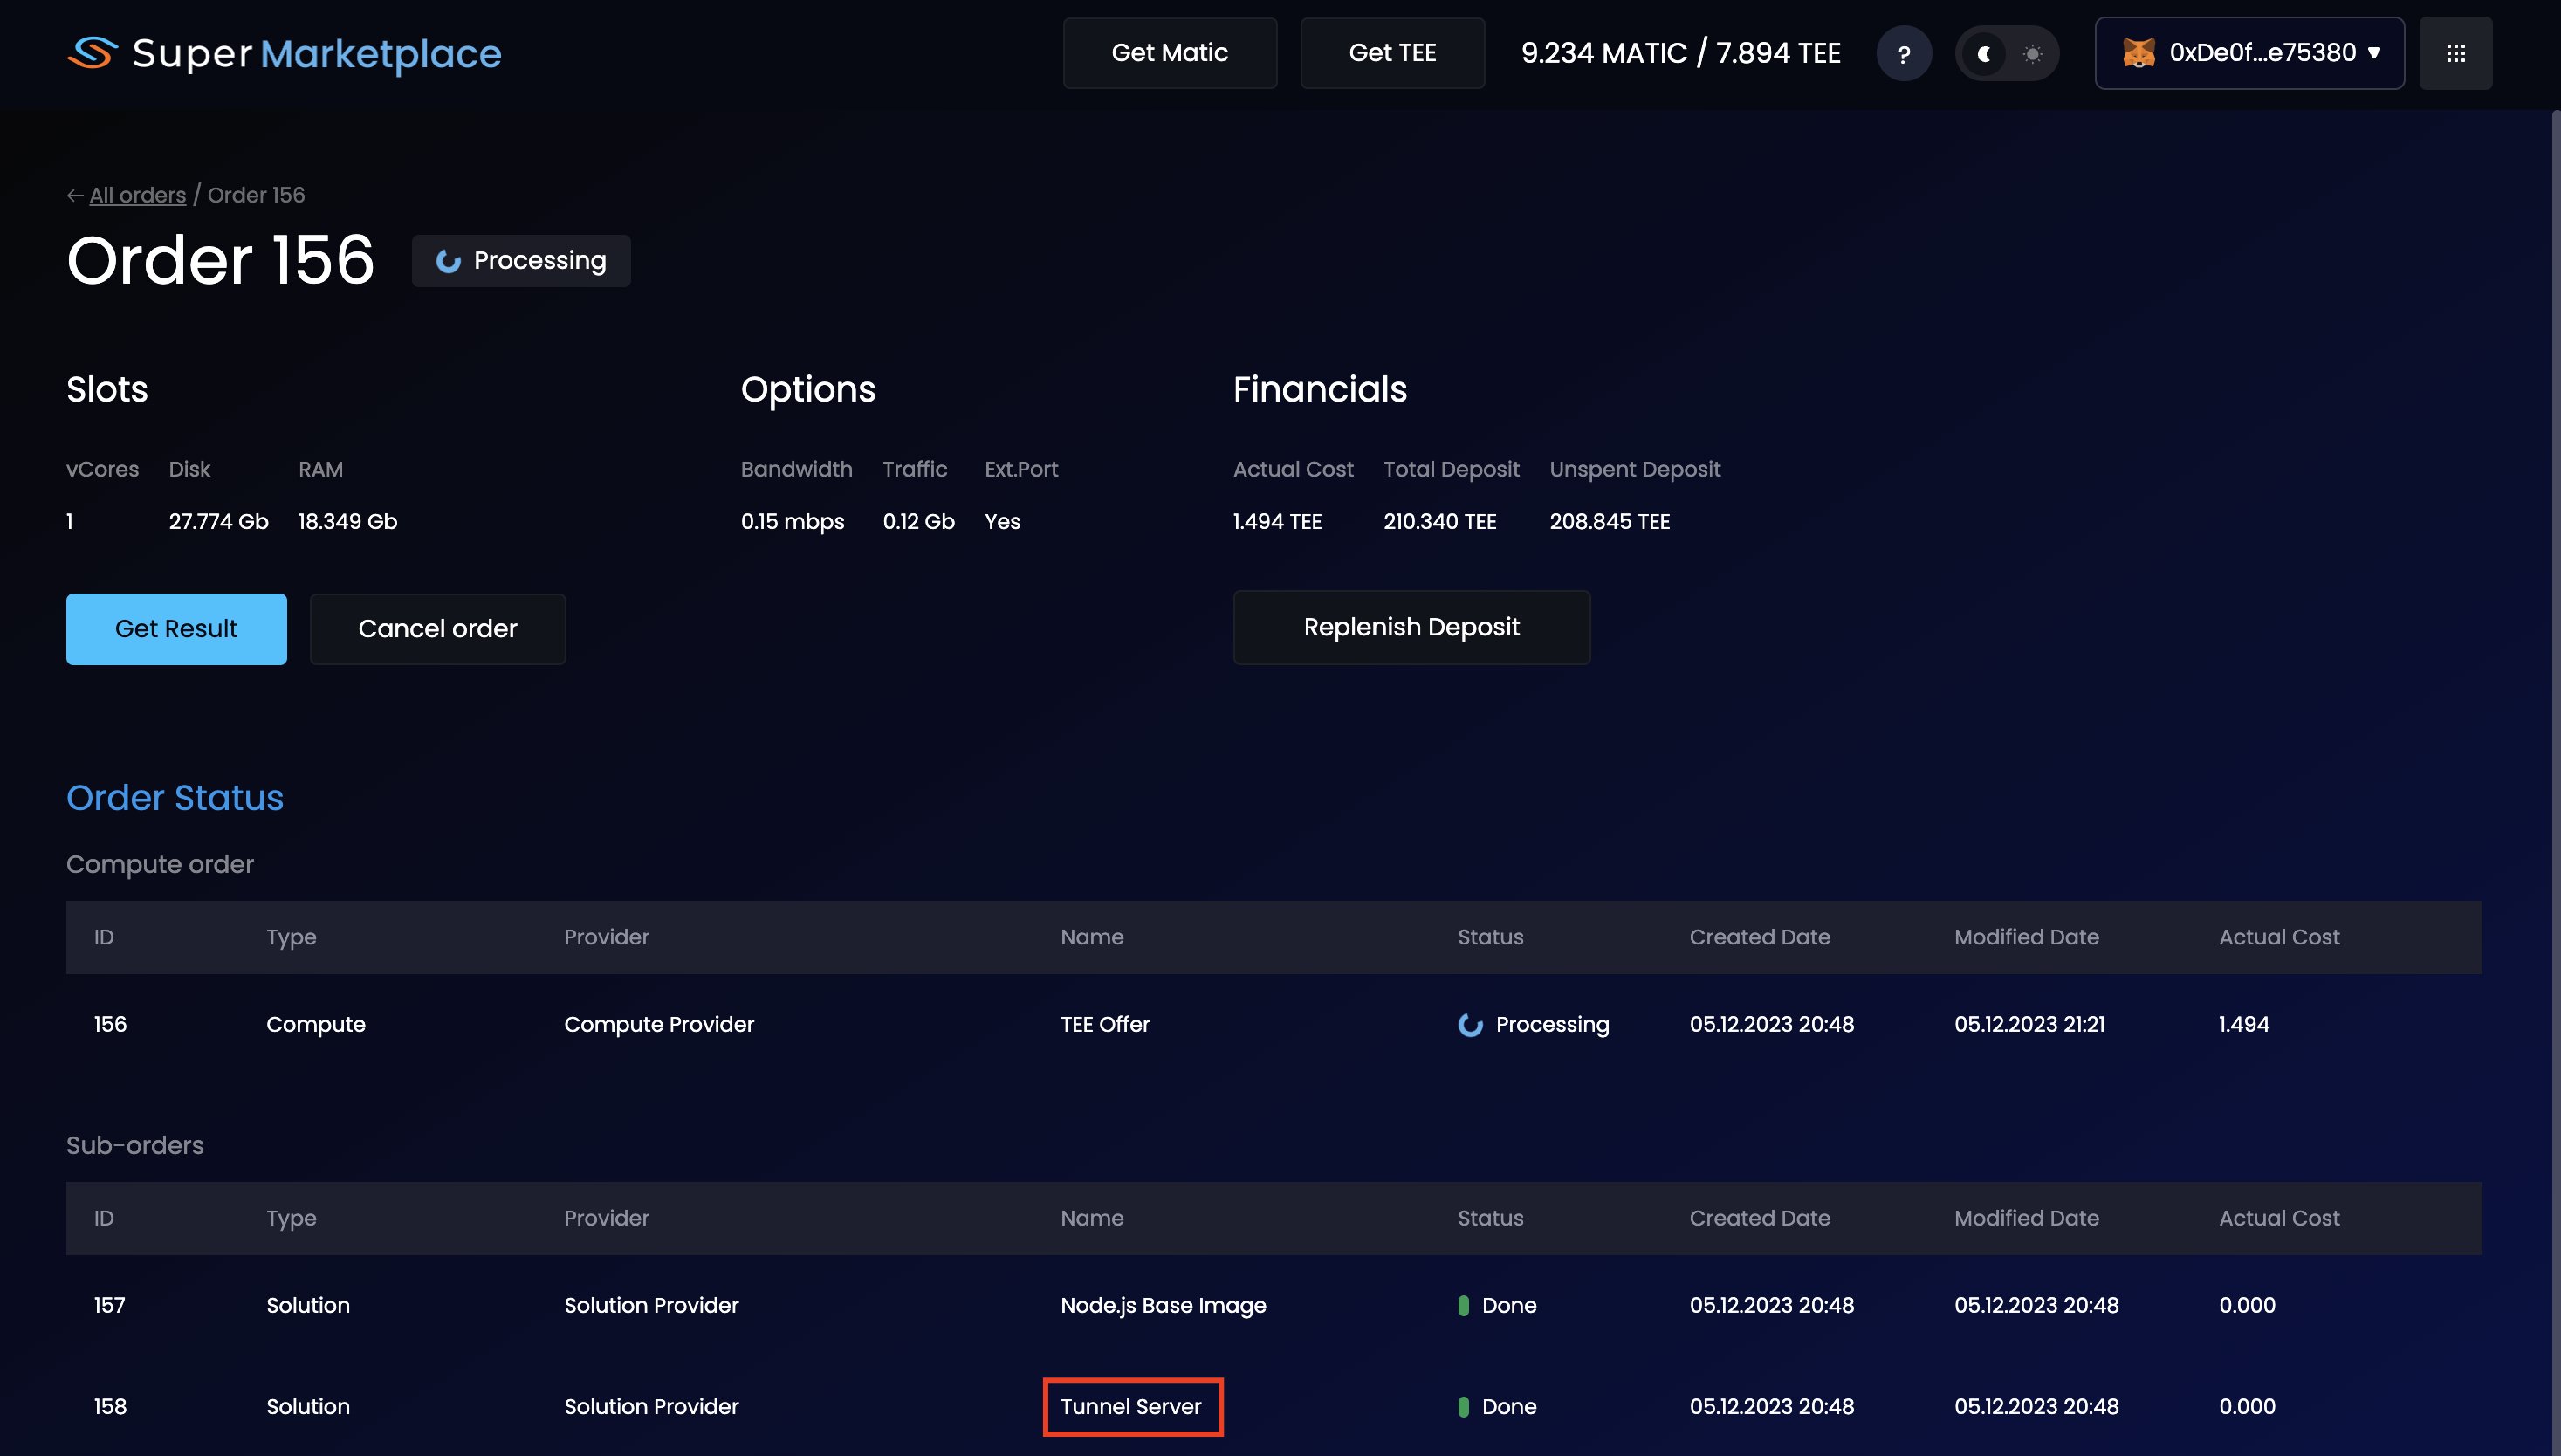 Super Marketplace
Get Matic
Get TEE
9.234 MATIC / 7.894 TEE
?
0xDe0f...e75380 ▼
← All orders / Order 156
Order 156
Processing
Slots
Options
Financials
vCores Disk RAM
Bandwidth Traffic Ext.Port
Actual Cost Total Deposit Unspent Deposit
1 27.774 Gb 18.349 Gb
0.15 mbps 0.12 Gb Yes
1.494 TEE 210.340 TEE 208.845 TEE
Get Result
Cancel order
Replenish Deposit
Order Status
Compute order
ID Type Provider Name Status Created Date Modified Date Actual Cost
156 Compute Compute Provider TEE Offer Processing 05.12.2023 20:48 05.12.2023 21:21 1.494
Sub-orders
ID Type Provider Name Status Created Date Modified Date Actual Cost
157 Solution Solution Provider Node.js Base Image Done 05.12.2023 20:48 05.12.2023 20:48 0.000
158 Solution Solution Provider Tunnel Server Done 05.12.2023 20:48 05.12.2023 20:48 0.000